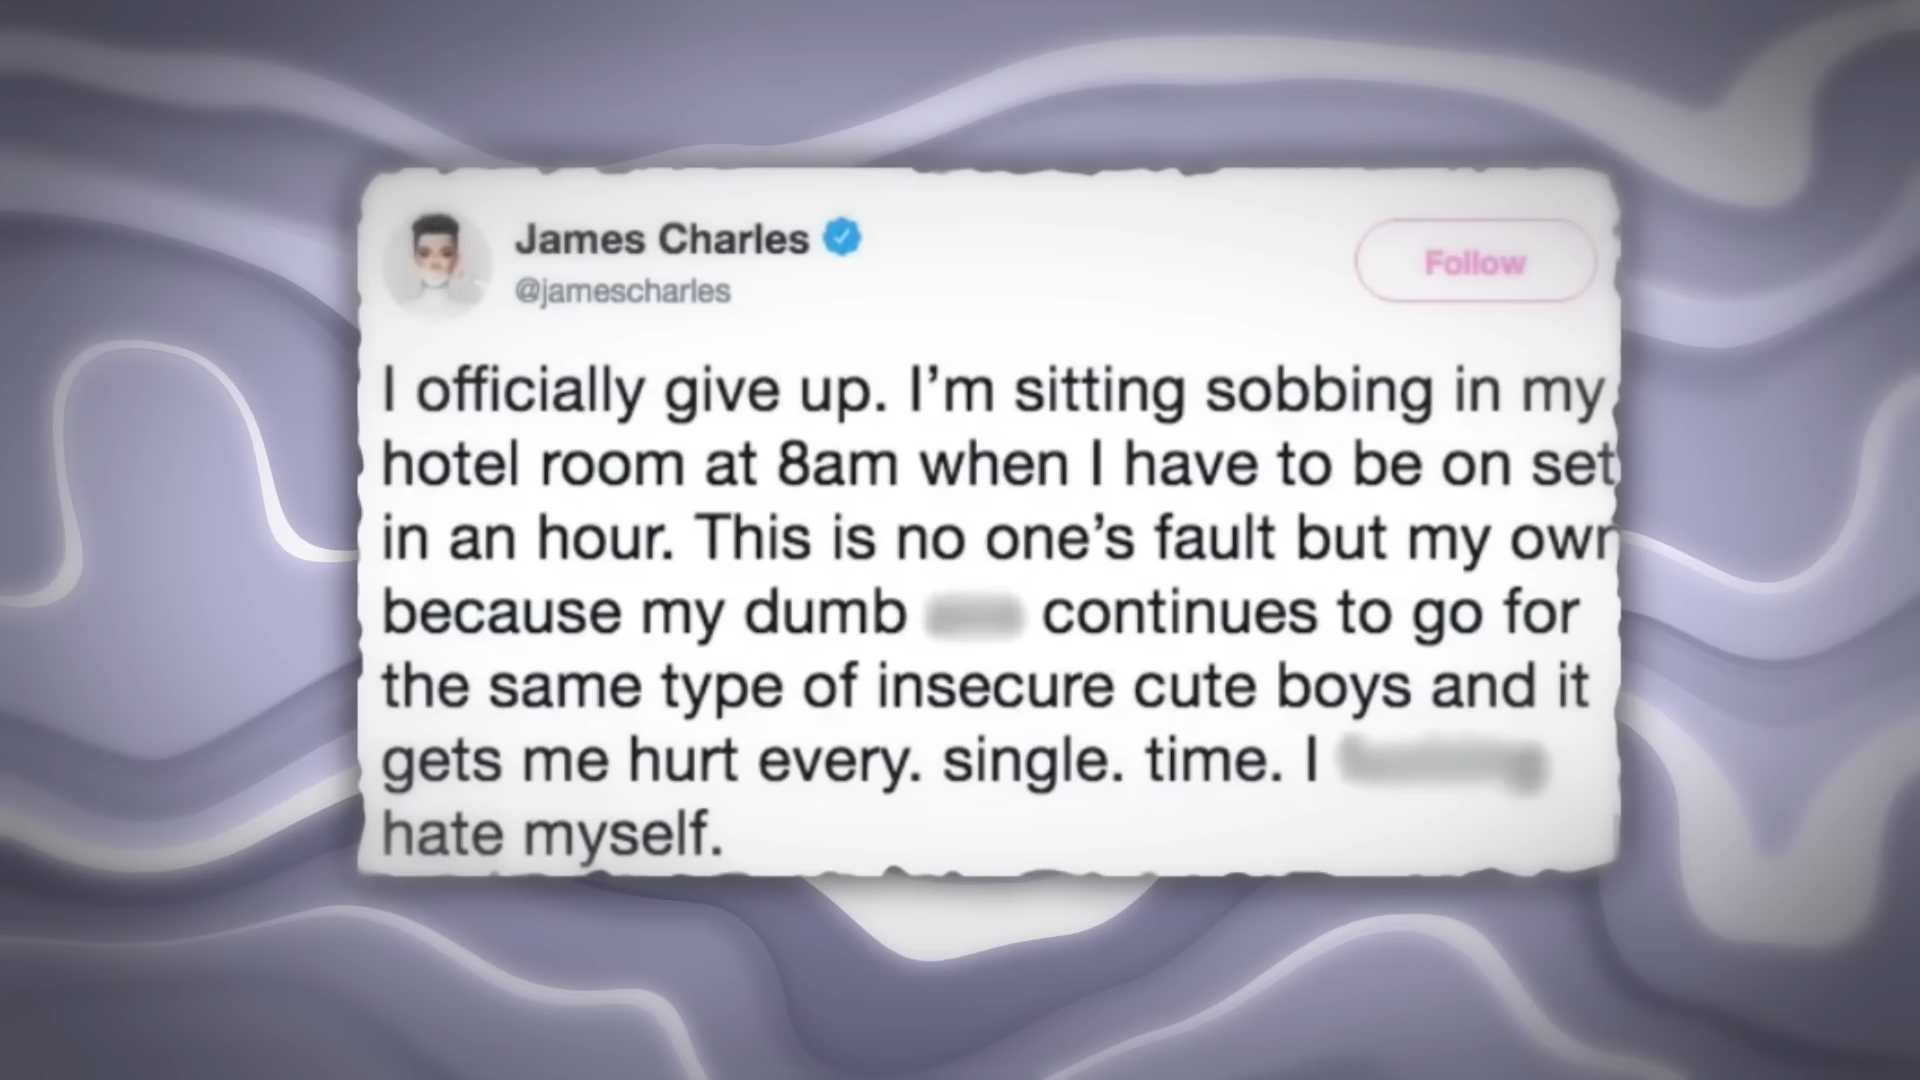 James Charles
@jamescharles
Follow
I officially give up. I'm sitting sobbing in my
hotel room at 8am when I have to be on set
in an hour. This is no one's fault but my own
because my dumb continues to go for
the same type of insecure cute boys and it
gets me hurt every. single. time. I
hate myself.